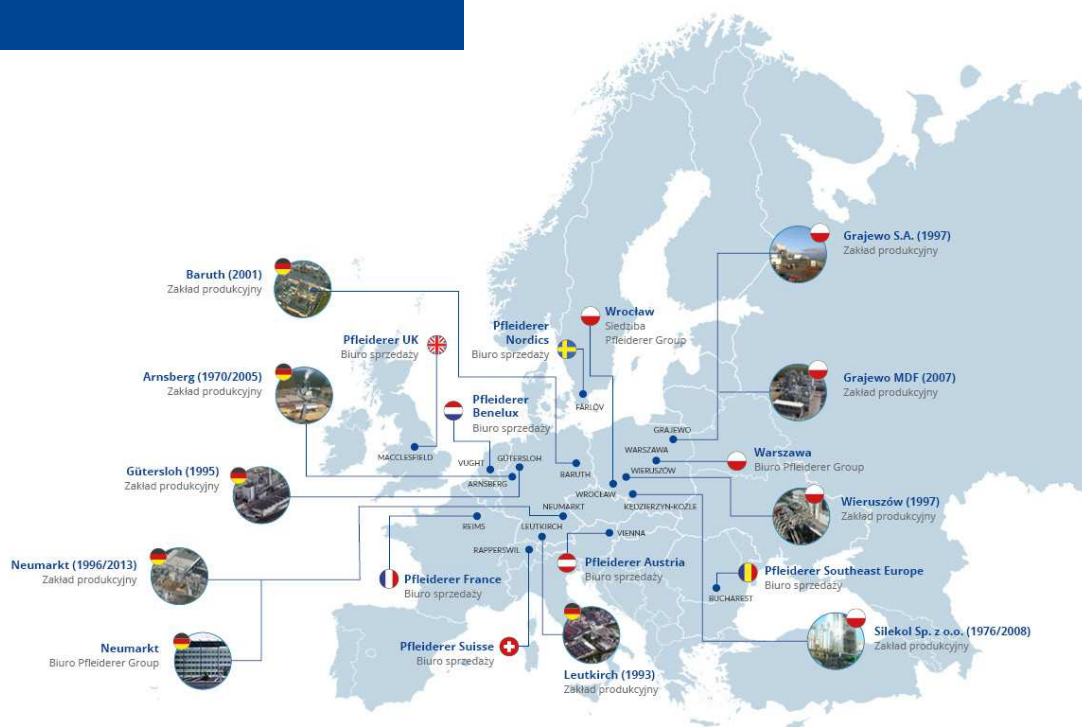 Grajewo S.A. (1997)
Zakład produkcyjny
Baruth (2001)
Zakład produkcyjny
Wrocław
Siedziba
Pfleiderer Group
Pfleiderer
Nordics
Biuro sprzedaży
Pfleiderer UK
Biuro sprzedaży
Arnsberg (1970/2005)
Zakład produkcyjny
Grajewo MDF (2007)
Zakład produkcyjny
Pfleiderer
Benelux
Biuro sprzedaży
FÄRLÖV
GRAJEWO
MACCLESFIELD
VUGHT
GÜTERSLOH
WARSZAWA
Warszawa
Biuro Pfleiderer Group
Gütersloh (1995)
Zakład produkcyjny
ARNSBERG
BARUTH
WIERUSZÓW
WROCŁAW
Wieruszów (1997)
Zakład produkcyjny
NEUMARKT
KĘDZIERZYN-KOŹLE
REIMS
LEUTKIRCH
VIENNA
RAPPERSWIL
Neumarkt (1996/2013)
Zakład produkcyjny
Pfleiderer France
Biuro sprzedaży
Pfleiderer Austria
Biuro sprzedaży
Pfleiderer Southeast Europe
Biuro sprzedaży
BUCHAREST
Silekol Sp. z o.o. (1976/2008)
Zakład produkcyjny
Neumarkt
Biuro Pfleiderer Group
Pfleiderer Suisse
Biuro sprzedaży
Leutkirch (1993)
Zakład produkcyjny